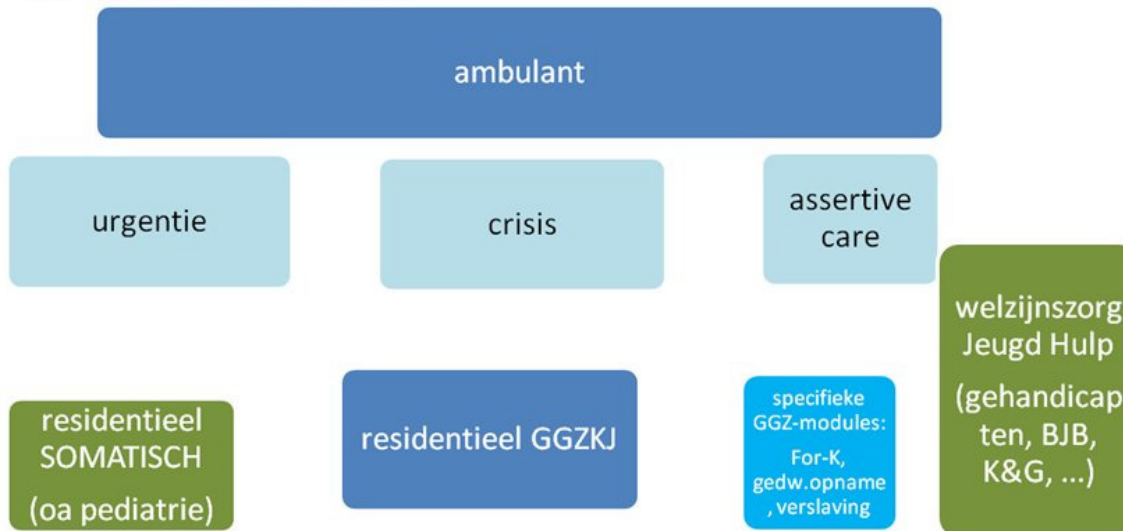 ambulant
urgentie
crisis
assertive
care
welzijnszorg
Jeugd Hulp
(gehandicap
ten, BJB,
K&G, ...)
residentieel
SOMATISCH
(oa pediatrie)
residentieel GGZKJ
specifieke
GGZ-modules:
For-K,
gedw.opname
, verslaving